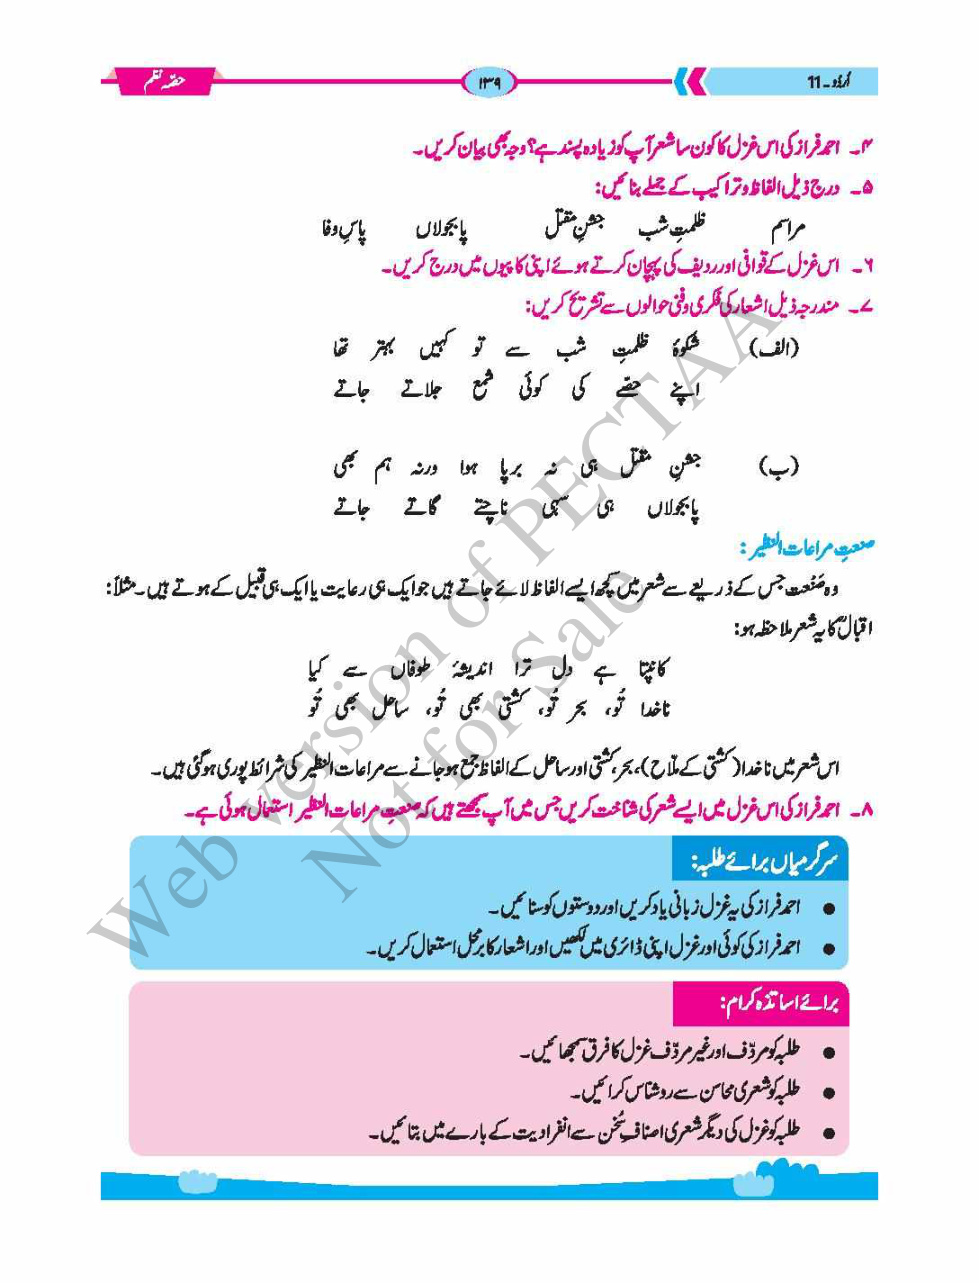 اُردُو ۔ 11
۱۳۹
حصّہ نظم
۴۔ احمد فراز کی اس غزل کا کون سا شعر آپ کو زیادہ پسند ہے؟ وجہ بھی بیان کریں۔
۵۔ درج ذیل الفاظ و تراکیب کے جملے بنائیں:
مراسم ظلمتِ شب جشنِ مقتل پابجولاں پاسِ وفا
۶۔ اس غزل کے قوافی اور ردیف کی پہچان کرتے ہوئے اپنی کاپیوں میں درج کریں۔
۷۔ مندرجہ ذیل اشعار کی فکری و فنی حوالوں سے تشریح کریں:
(الف) شکوۂ ظلمتِ شب سے تو کہیں بہتر تھا
اپنے حصّے کی کوئی شمع جلاتے جاتے
(ب) جشنِ مقتل ہی نہ برپا ہوا ورنہ ہم بھی
پابجولاں ہی سہی ناچتے گاتے جاتے
صنعتِ مراعات النظیر:
وہ صَنْعت جس کے ذریعے سے شعر میں کچھ ایسے الفاظ لائے جاتے ہیں جو ایک ہی رعایت یا ایک ہی قبیل کے ہوتے ہیں۔ مثلاً:
اقبالؒ کا یہ شعر ملاحظہ ہو:
کانپتا ہے دل ترا اندیشۂ طوفاں سے کیا
ناخدا تُو، بحر تُو، کشتی بھی تُو، ساحل بھی تُو
اس شعر میں ناخدا (کشتی کے ملّاح)، بحر، کشتی اور ساحل کے الفاظ جمع ہو جانے سے مراعات النظیر کی شرائط پوری ہوگئی ہیں۔
۸۔ احمد فراز کی اس غزل میں ایسے شعر کی شناخت کریں جس میں آپ سمجھتے ہیں کہ صنعتِ مراعات النظیر استعمال ہوئی ہے۔
سرگرمیاں برائے طلبہ:
● احمد فراز کی یہ غزل زبانی یاد کریں اور دوستوں کو سنائیں۔
● احمد فراز کی کوئی اور غزل اپنی ڈائری میں لکھیں اور اشعار کا برمحل استعمال کریں۔
برائے اساتذہ کرام:
● طلبہ کو مردّف اور غیر مردّف غزل کا فرق سمجھائیں۔
● طلبہ کو شعری محاسن سے روشناس کرائیں۔
● طلبہ کو غزل کی دیگر شعری اصنافِ سُخن سے انفرادیت کے بارے میں بتائیں۔
Web version of PECTAA
Not for Sale